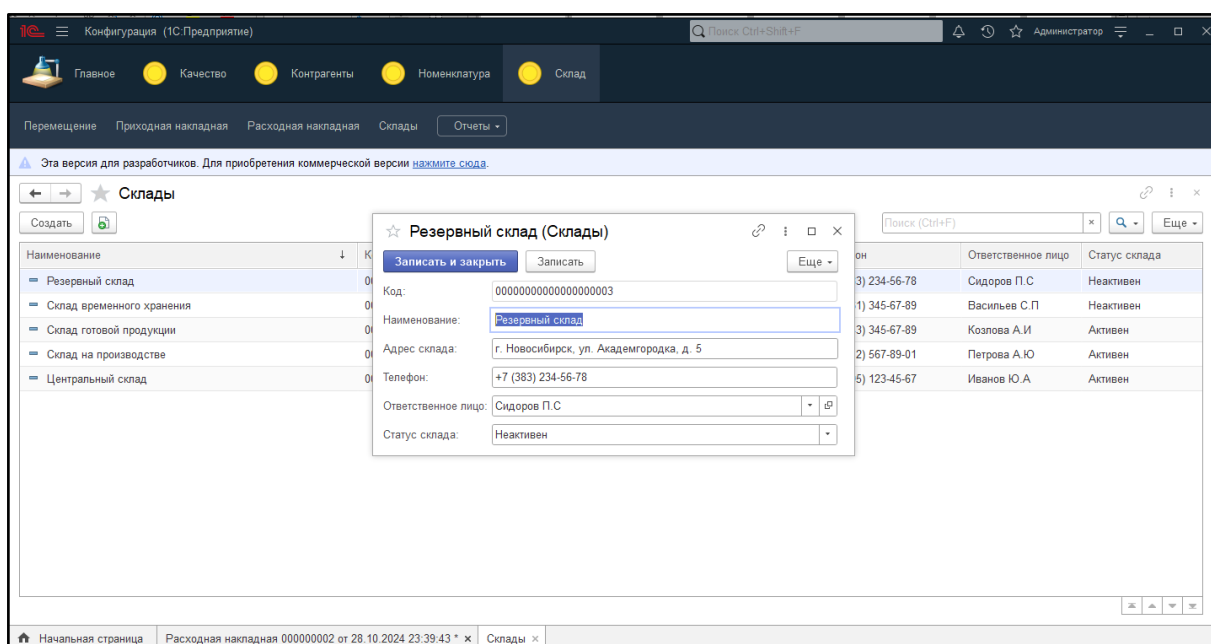 1С Конфигурация (1С:Предприятие) Поиск Ctrl+Shift+F Администратор
Главное Качество Контрагенты Номенклатура Склад
Перемещение Приходная накладная Расходная накладная Склады Отчеты
Эта версия для разработчиков. Для приобретения коммерческой версии нажмите сюда.
Склады
Создать Поиск (Ctrl+F) Еще
Наименование Ответственное лицо Статус склада
Резервный склад 3) 234-56-78 Сидоров П.С Неактивен
Склад временного хранения 1) 345-67-89 Васильев С.П Неактивен
Склад готовой продукции 3) 345-67-89 Козлова А.И Активен
Склад на производстве 2) 567-89-01 Петрова А.Ю Активен
Центральный склад 5) 123-45-67 Иванов Ю.А Активен
Резервный склад (Склады)
Записать и закрыть Записать Еще
Код: 00000000000000000003
Наименование: Резервный склад
Адрес склада: г. Новосибирск, ул. Академгородка, д. 5
Телефон: +7 (383) 234-56-78
Ответственное лицо: Сидоров П.С
Статус склада: Неактивен
Начальная страница Расходная накладная 000000002 от 28.10.2024 23:39:43 * Склады